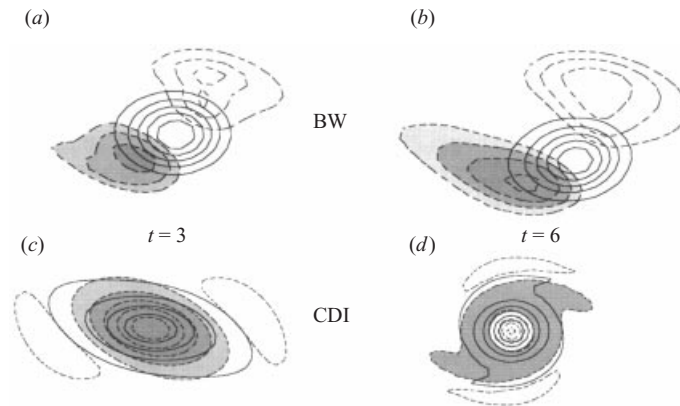 (a)
(b)
BW
(c)
t = 3
(d)
t = 6
CDI